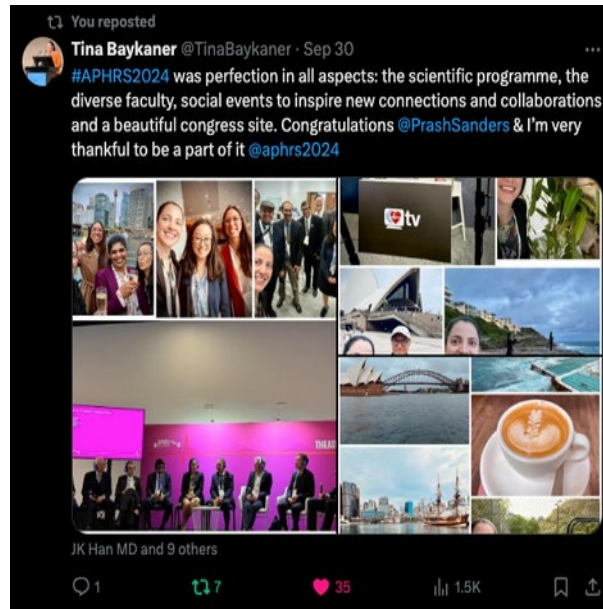 You reposted
Tina Baykaner @TinaBaykaner · Sep 30
#APHRS2024 was perfection in all aspects: the scientific programme, the
diverse faculty, social events to inspire new connections and collaborations
and a beautiful congress site. Congratulations @PrashSanders & I'm very
thankful to be a part of it @aphrs2024
tv
JK Han MD and 9 others
1 7 35 1.5K